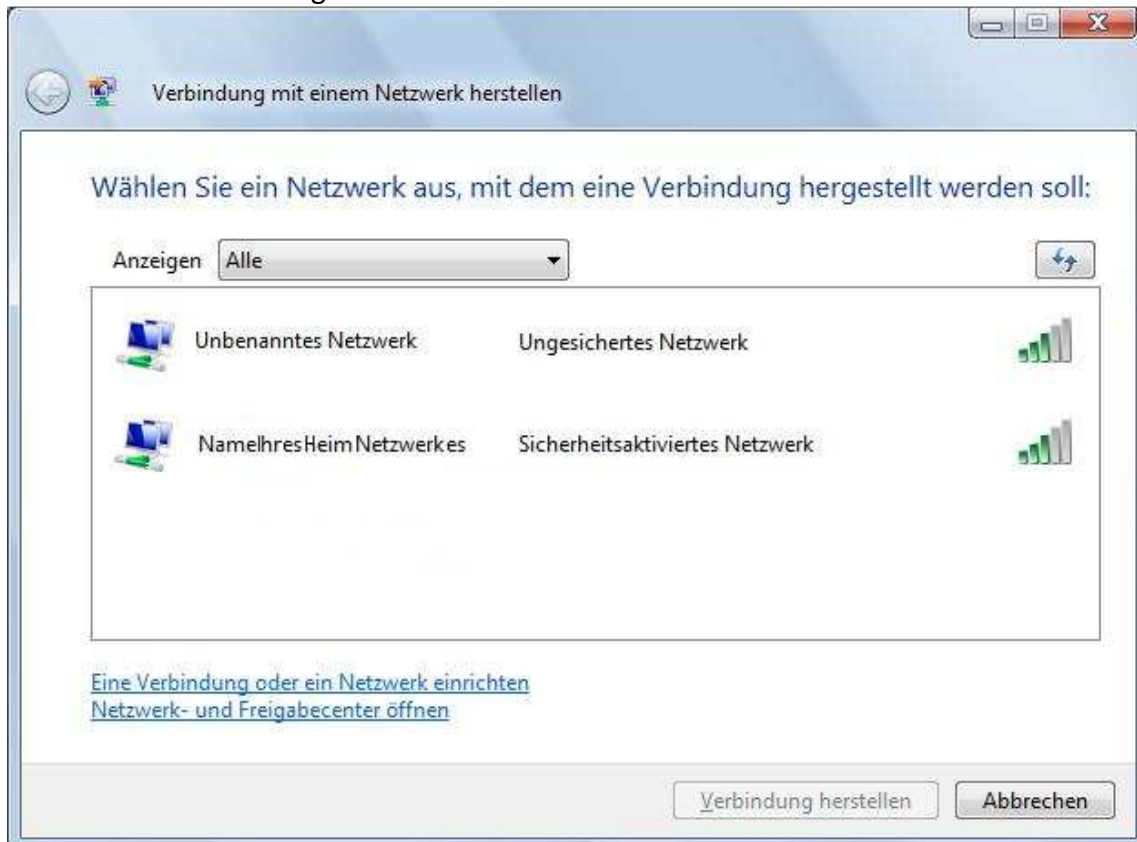 Verbindung mit einem Netzwerk herstellen
Wählen Sie ein Netzwerk aus, mit dem eine Verbindung hergestellt werden soll:
Anzeigen Alle
Unbenanntes Netzwerk Ungesichertes Netzwerk
NameIhresHeimNetzwerkes Sicherheitsaktiviertes Netzwerk
Eine Verbindung oder ein Netzwerk einrichten
Netzwerk- und Freigabecenter öffnen
Verbindung herstellen Abbrechen